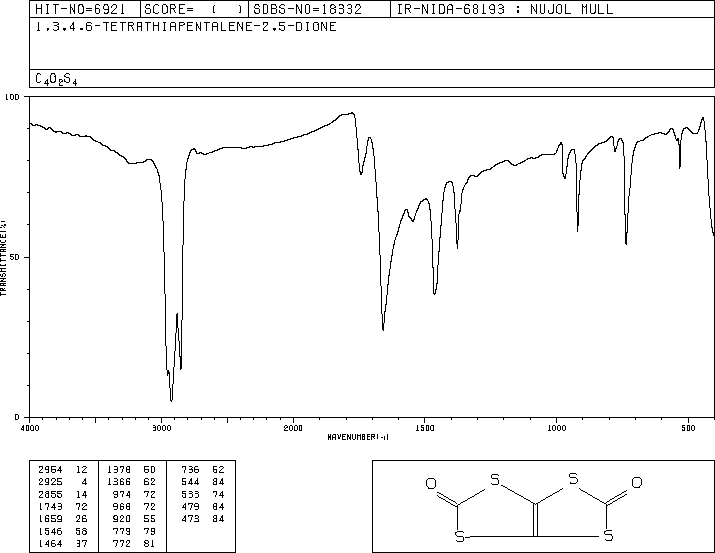 HIT-NO=6921 SCORE= ( ) SDBS-NO=18332 IR-NIDA-68193 : NUJOL MULL
1,3,4,6-TETRATHIAPENTALENE-2,5-DIONE
C4O2S4
100
50
0
TRANSMITTANCE(%)
4000 3000 2000 1500 1000 500
WAVENUMBER(-1)
2964 12 1378 50 736 52
2925 4 1366 62 544 84
2855 14 974 72 533 74
1743 72 968 72 479 84
1659 26 920 55 473 84
1546 58 779 79
1464 37 772 81
S S
O O
S S